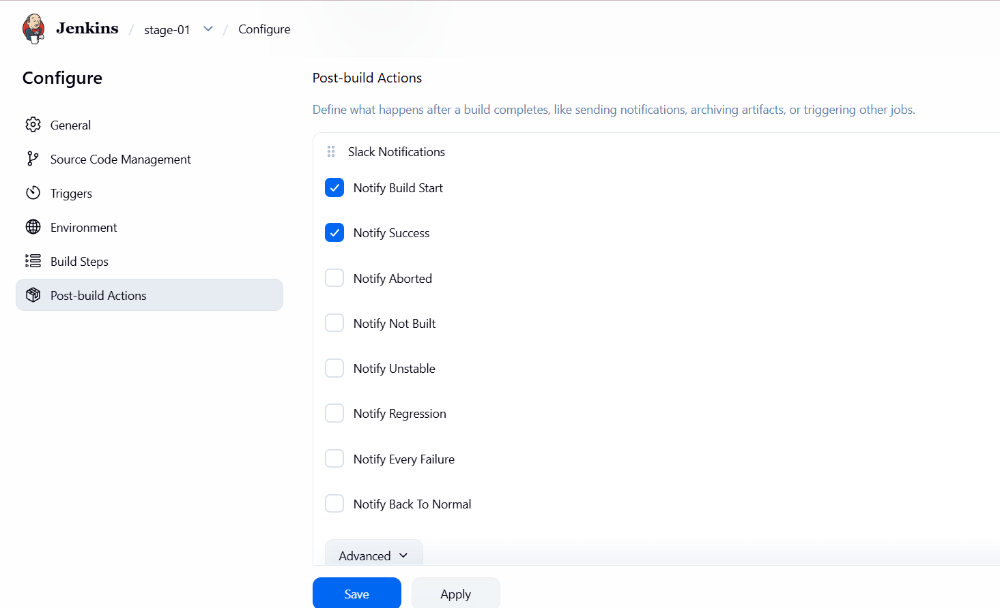 Jenkins / stage-01 / Configure
Configure
General
Source Code Management
Triggers
Environment
Build Steps
Post-build Actions
Post-build Actions
Define what happens after a build completes, like sending notifications, archiving artifacts, or triggering other jobs.
Slack Notifications
Notify Build Start
Notify Success
Notify Aborted
Notify Not Built
Notify Unstable
Notify Regression
Notify Every Failure
Notify Back To Normal
Advanced
Save Apply